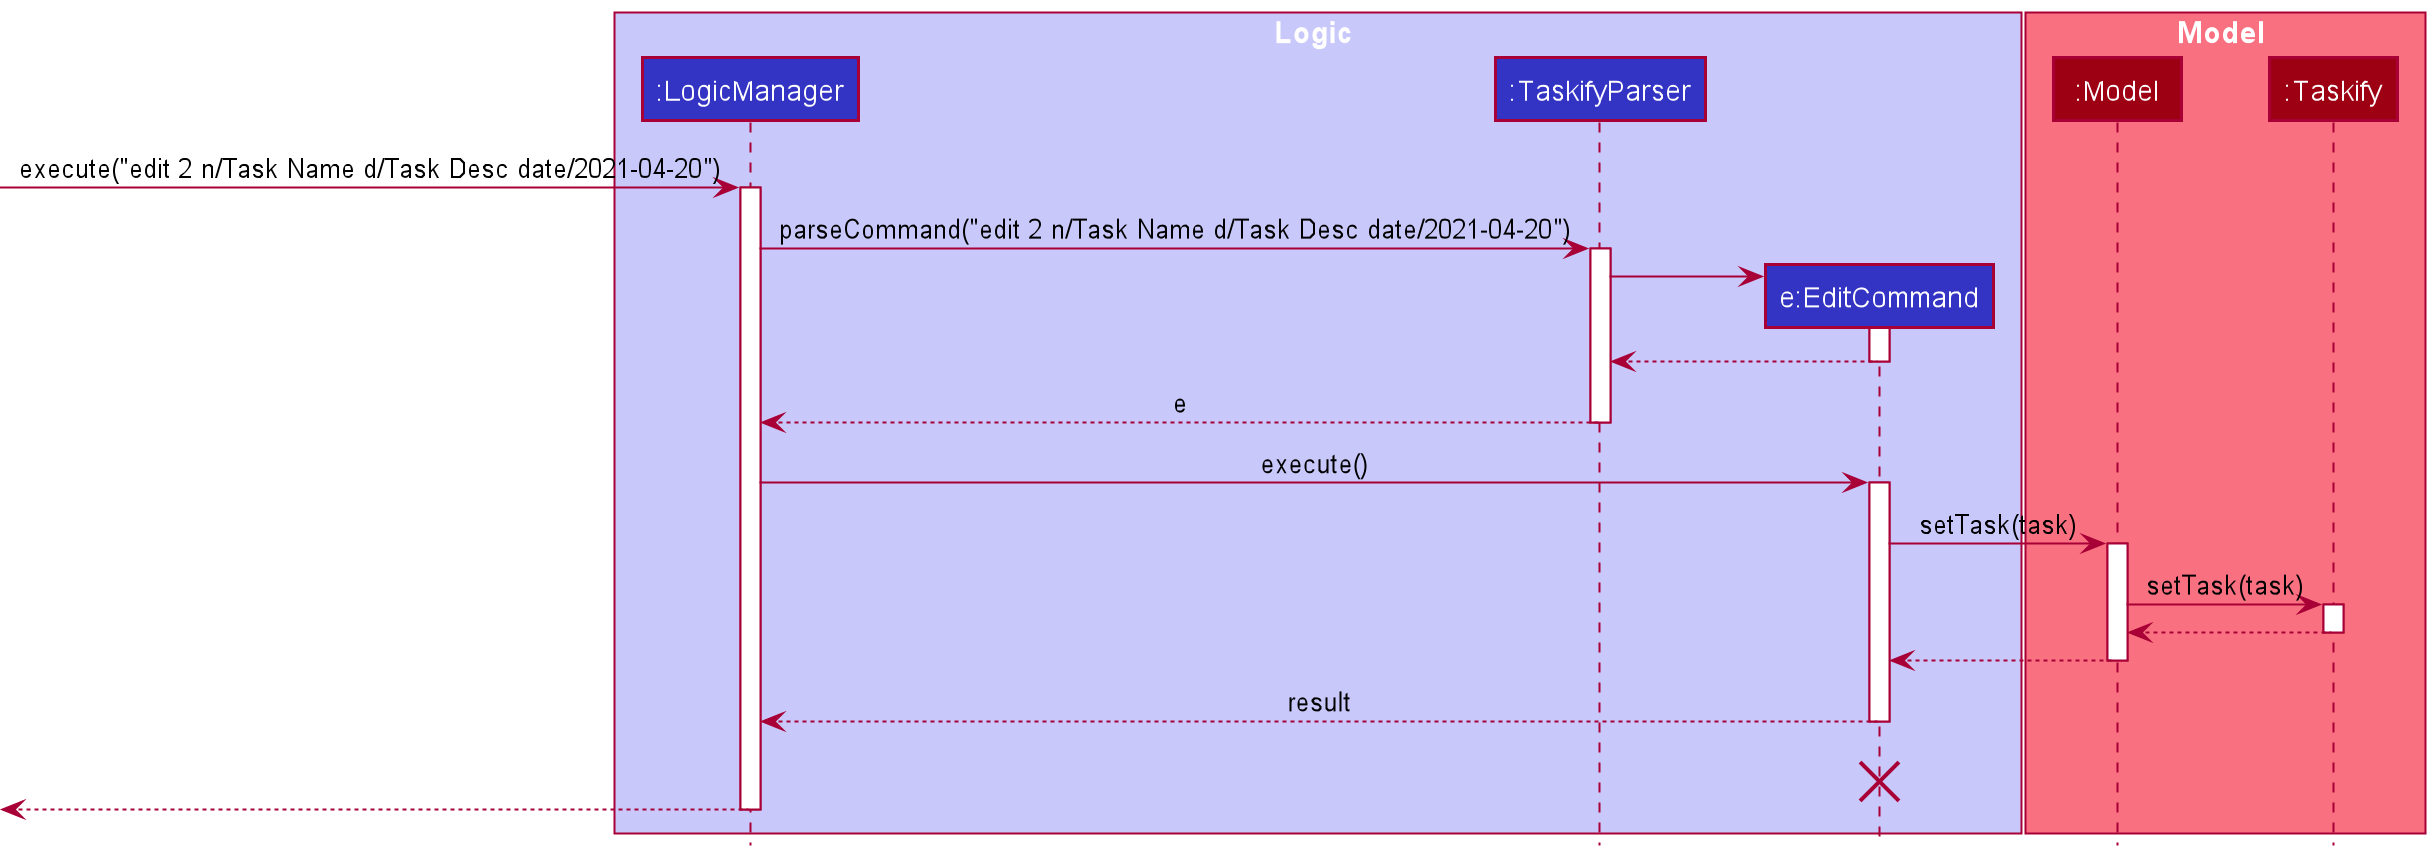 Logic
Model
:LogicManager
:TaskifyParser
:Model
:Taskify
execute("edit 2 n/Task Name d/Task Desc date/2021-04-20")
parseCommand("edit 2 n/Task Name d/Task Desc date/2021-04-20")
e:EditCommand
e
execute()
setTask(task)
setTask(task)
result